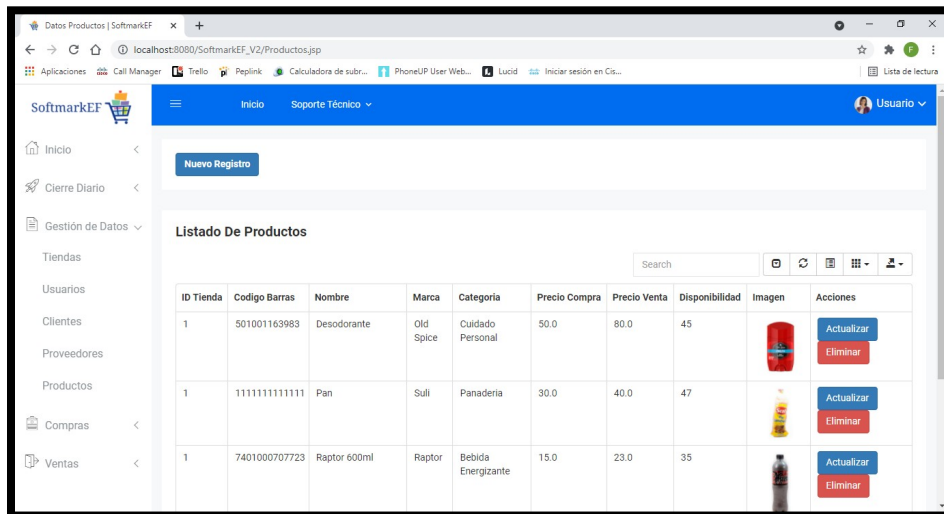 Datos Productos | SoftmarkEF
localhost:8080/SoftmarkEF_V2/Productos.jsp
F
Aplicaciones Call Manager Trello Peplink Calculadora de subr... PhoneUP User Web... Lucid Iniciar sesión en Cis... Lista de lectura
SoftmarkEF
Inicio Soporte Técnico Usuario
Inicio
Cierre Diario
Gestión de Datos
Tiendas
Usuarios
Clientes
Proveedores
Productos
Compras
Ventas
Nuevo Registro
Listado De Productos
Search
ID Tienda Codigo Barras Nombre Marca Categoria Precio Compra Precio Venta Disponibilidad Imagen Acciones
1 501001163983 Desodorante Old Spice Cuidado Personal 50.0 80.0 45 Actualizar
Eliminar
1 1111111111111 Pan Suli Panaderia 30.0 40.0 47 Actualizar
Eliminar
1 7401000707723 Raptor 600ml Raptor Bebida Energizante 15.0 23.0 35 Actualizar
Eliminar